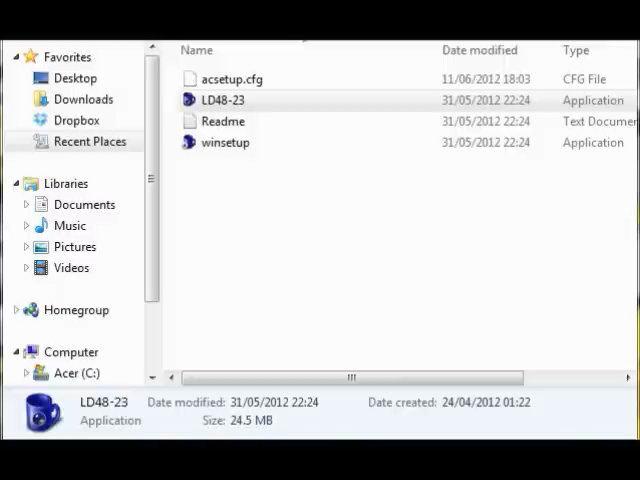 Favorites
Desktop
Downloads
Dropbox
Recent Places
Libraries
Documents
Music
Pictures
Videos
Homegroup
Computer
Acer (C:)
Name Date modified Type
acsetup.cfg 11/06/2012 18:03 CFG File
LD48-23 31/05/2012 22:24 Application
Readme 31/05/2012 22:24 Text Documen
winsetup 31/05/2012 22:24 Application
LD48-23 Date modified: 31/05/2012 22:24 Date created: 24/04/2012 01:22
Application Size: 24.5 MB